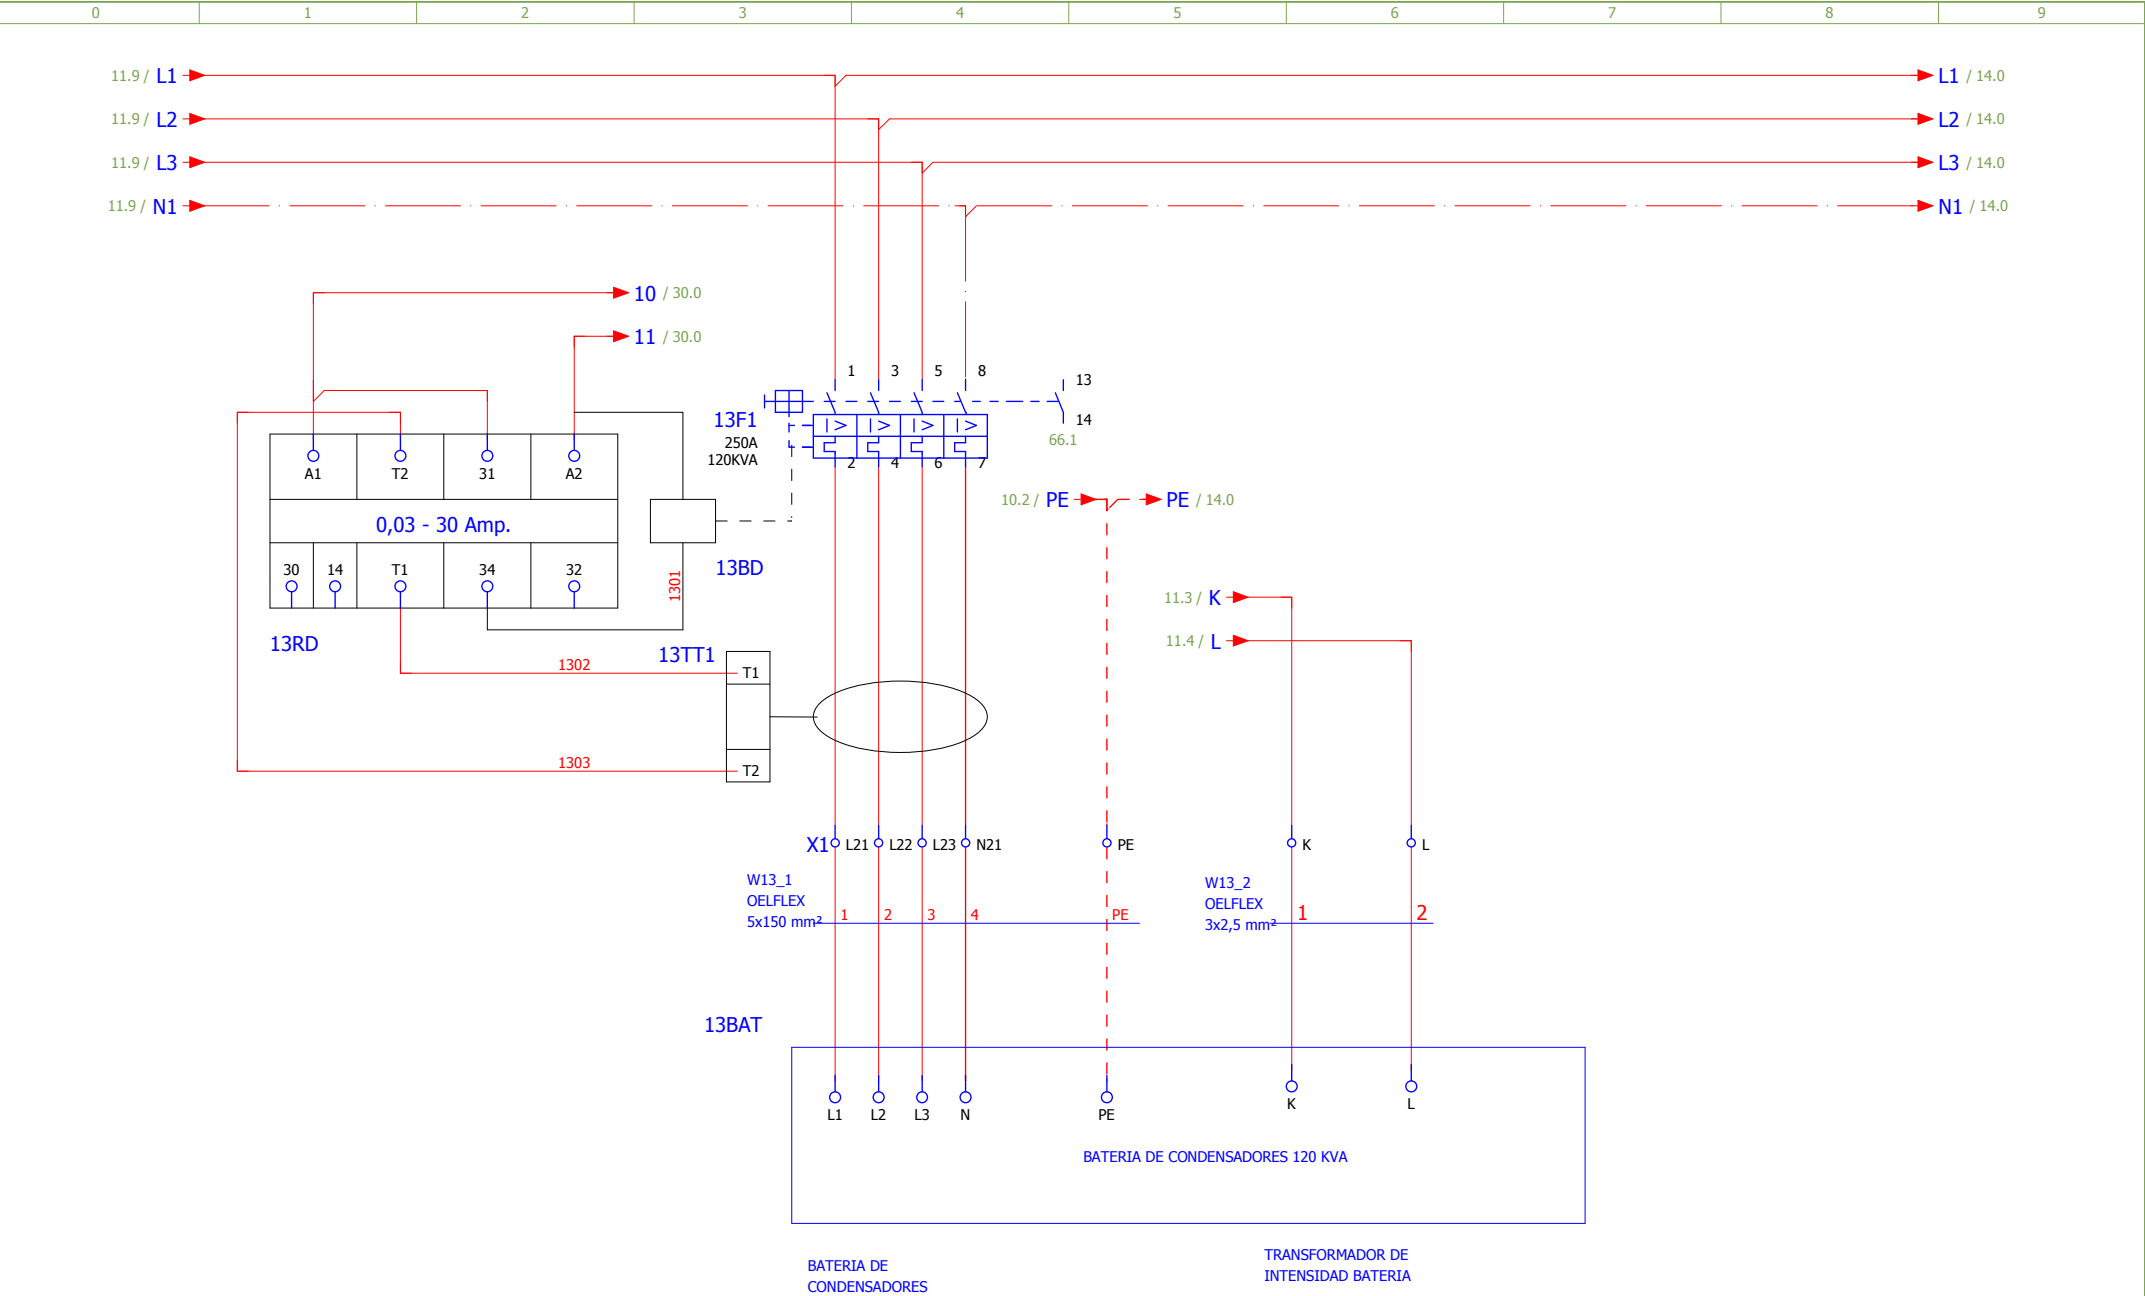 0 1 2 3 4 5 6 7 8 9
11.9 / L1 L1 / 14.0
11.9 / L2 L2 / 14.0
11.9 / L3 L3 / 14.0
11.9 / N1 N1 / 14.0
10 / 30.0
11 / 30.0
1 3 5 8 13
13F1 14
250A 66.1
120KVA
2 4 6 7
A1 T2 31 A2
0,03 - 30 Amp.
10.2 / PE PE / 14.0
30 14 T1 34 32
13BD
1301
11.3 / K
11.4 / L
13RD
13TT1
1302 T1
1303 T2
X1 L21 L22 L23 N21 PE K L
W13_1
OELFLEX
5x150 mm²
1 2 3 4 PE
W13_2
OELFLEX
3x2,5 mm²
1 2
13BAT
L1 L2 L3 N PE K L
BATERIA DE CONDENSADORES 120 KVA
BATERIA DE
CONDENSADORES
TRANSFORMADOR DE
INTENSIDAD BATERIA